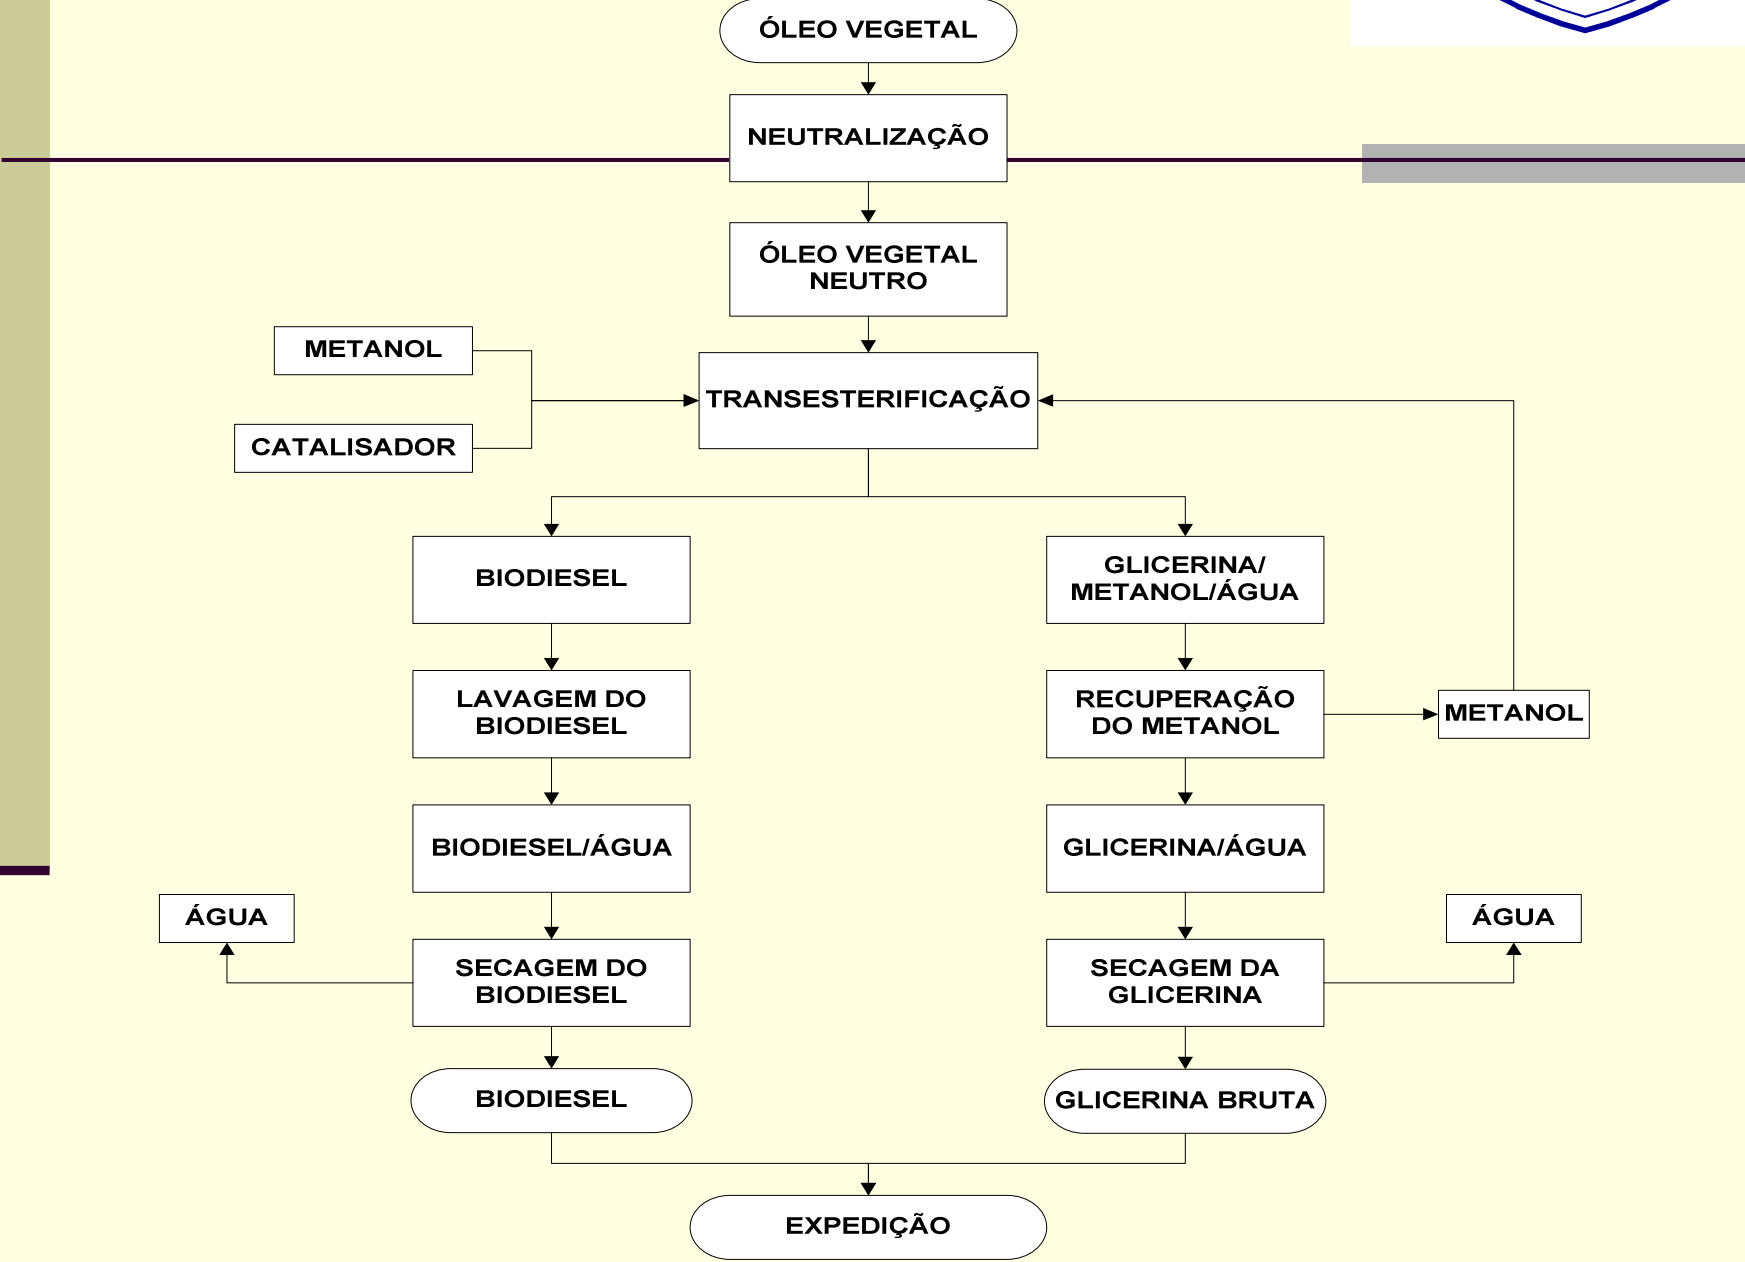 ÓLEO VEGETAL
NEUTRALIZAÇÃO
ÓLEO VEGETAL
NEUTRO
METANOL
TRANSESTERIFICAÇÃO
CATALISADOR
BIODIESEL
GLICERINA/
METANOL/ÁGUA
LAVAGEM DO
BIODIESEL
RECUPERAÇÃO
DO METANOL
METANOL
BIODIESEL/ÁGUA
GLICERINA/ÁGUA
ÁGUA
ÁGUA
SECAGEM DO
BIODIESEL
SECAGEM DA
GLICERINA
BIODIESEL
GLICERINA BRUTA
EXPEDIÇÃO